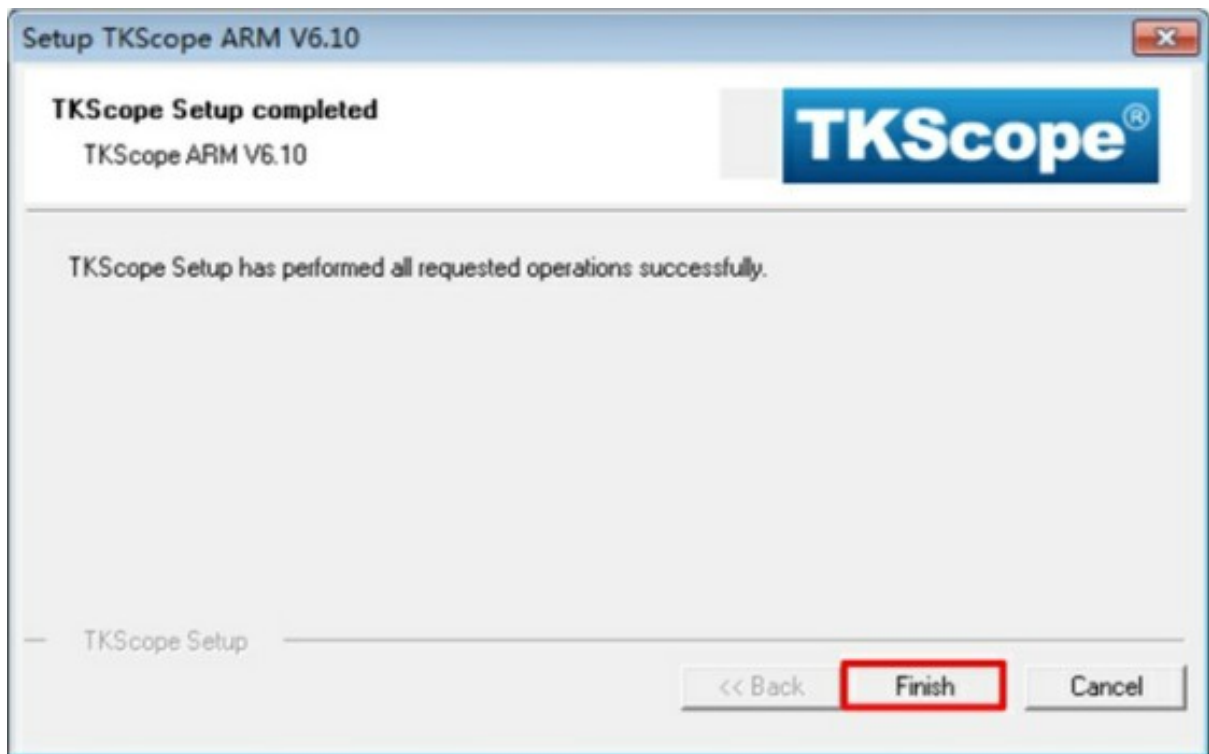 Setup TKScope ARM V6.10
TKScope Setup completed
TKScope ARM V6.10
TKScope®
TKScope Setup has performed all requested operations successfully.
TKScope Setup
<< Back Finish Cancel